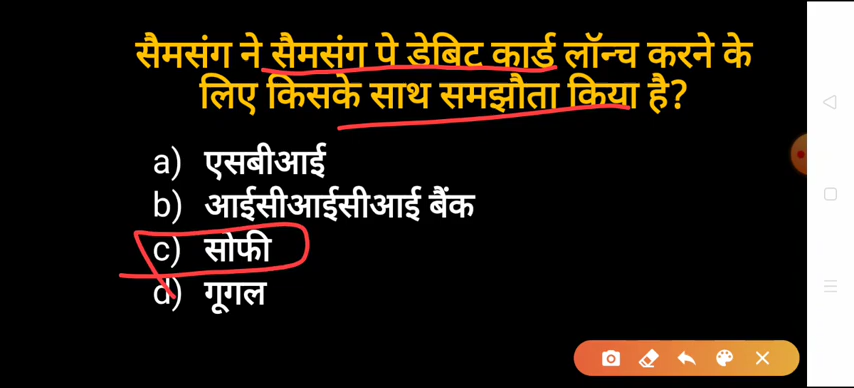 सैमसंग ने सैमसंग पे डेबिट कार्ड लॉन्च करने के
लिए किसके साथ समझौता किया है?
a) एसबीआई
b) आईसीआईसीआई बैंक
c) सोफी
d) गूगल